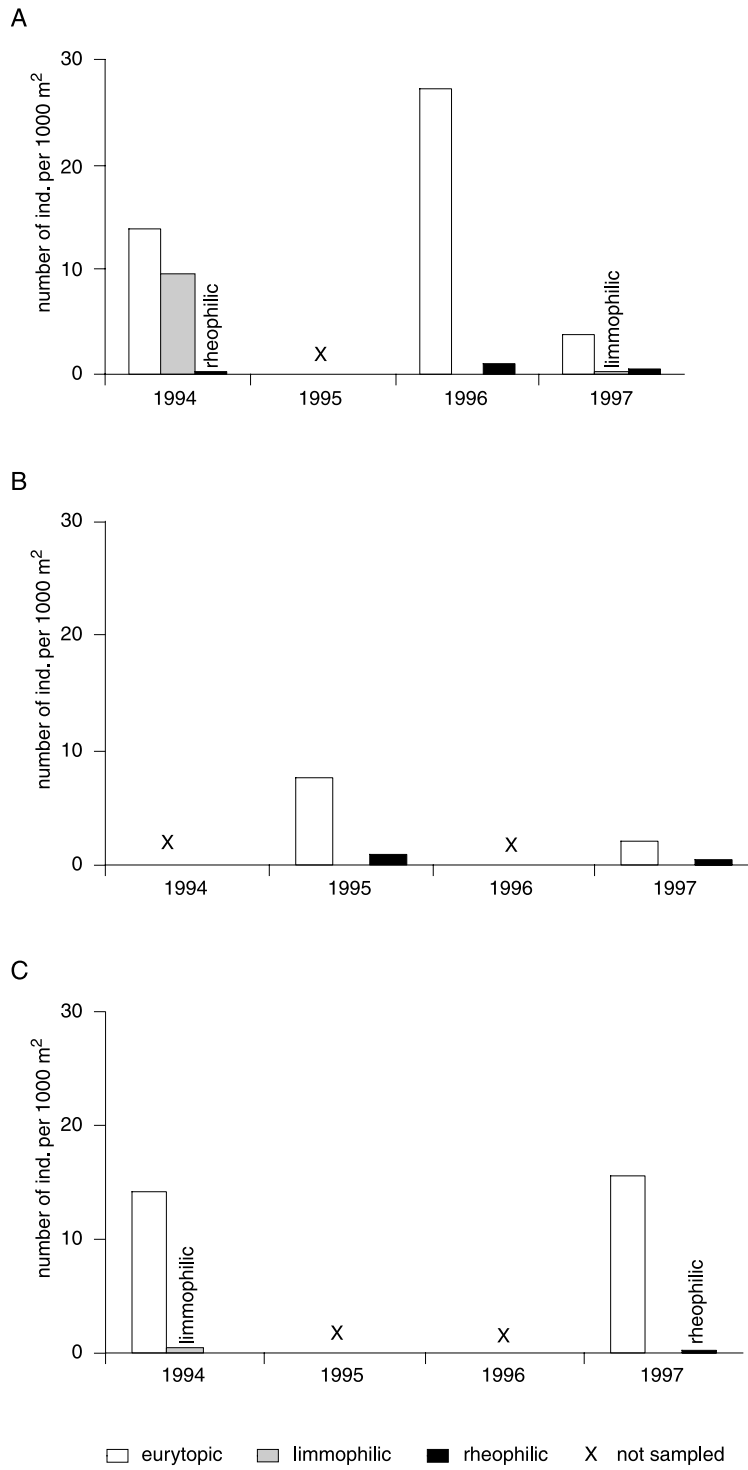 A
number of ind. per 1000 m²
30
20
10
0
rheophilic
X
limmophilic
1994
1995
1996
1997
B
number of ind. per 1000 m²
30
20
10
0
X
X
1994
1995
1996
1997
C
number of ind. per 1000 m²
30
20
10
0
limmophilic
X
X
rheophilic
1994
1995
1996
1997
eurytopic limmophilic rheophilic X not sampled